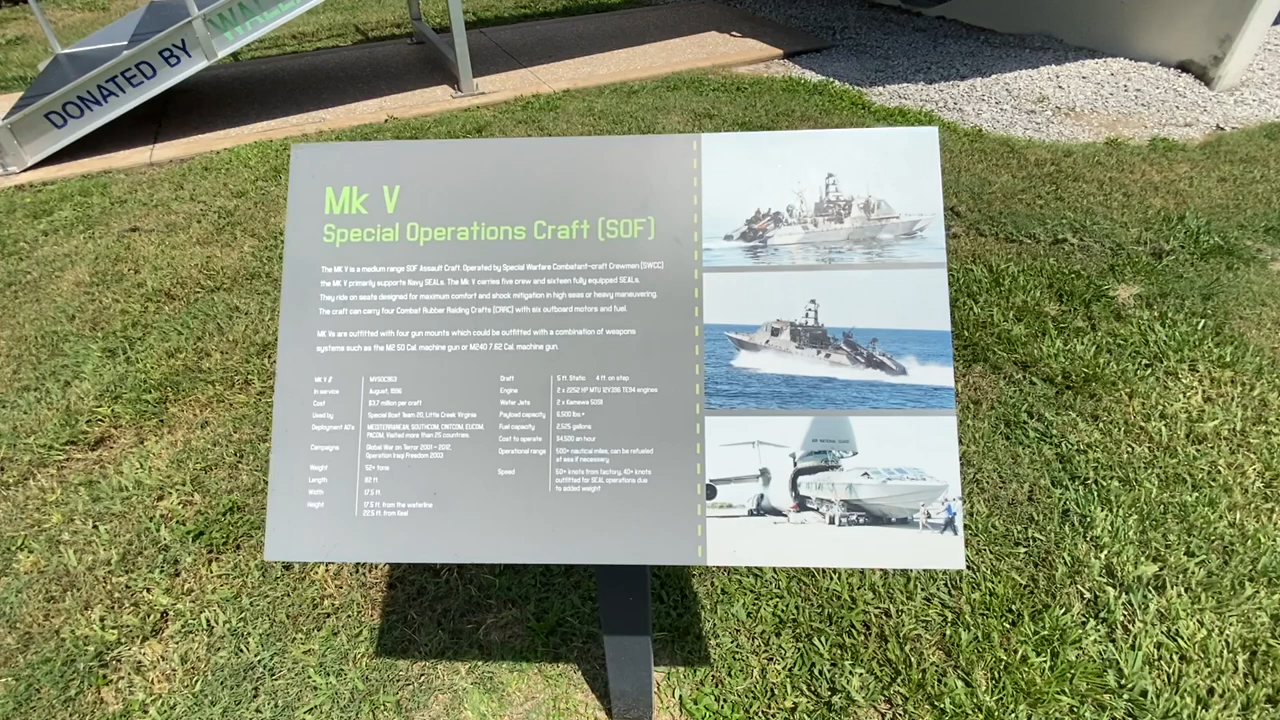 DONATED BY
Mk V
Special Operations Craft (SOF)
The MK V is a medium range SOF Assault Craft. Operated by Special Warfare Combatant-craft Crewmen (SWCC)
the MK V primarily supports Navy SEALs. The Mk V carries five crew and sixteen fully equipped SEALs.
They ride on seats designed for maximum comfort and shock mitigation in high seas or heavy maneuvering.
The craft can carry four Combat Rubber Raiding Crafts (CRRC) with six outboard motors and fuel.
MK Vs are outfitted with four gun mounts which could be outfitted with a combination of weapons
systems such as the M2 50 Cal. machine gun or M240 7.62 Cal. machine gun.
MK V # MVSOC963
In service August, 1996
Cost $3.7 million per craft
Used by Special Boat Team 20, Little Creek Virginia
Deployment AO's MEDITERRANEAN, SOUTHCOM, CINTCOM, EUCOM,
PACOM, Visited more than 25 countries.
Campaigns Global War on Terror 2001 - 2012,
Operation Iraqi Freedom 2003
Weight 52+ tons
Length 82 ft
Width 17.5 ft.
Height 17.5 ft. from the waterline
22.5 ft. from Keel
Draft 5 ft. Static 4 ft. on step
Engine 2 x 2252 HP MTU 12V396 TE94 engines
Water Jets 2 x Kamewa 50SII
Payload capacity 6,500 lbs.+
Fuel capacity 2,525 gallons
Cost to operate $4,500 an hour
Operational range 500+ nautical miles, can be refueled
at sea if necessary
Speed 50+ knots from factory, 40+ knots
outfitted for SEAL operations due
to added weight